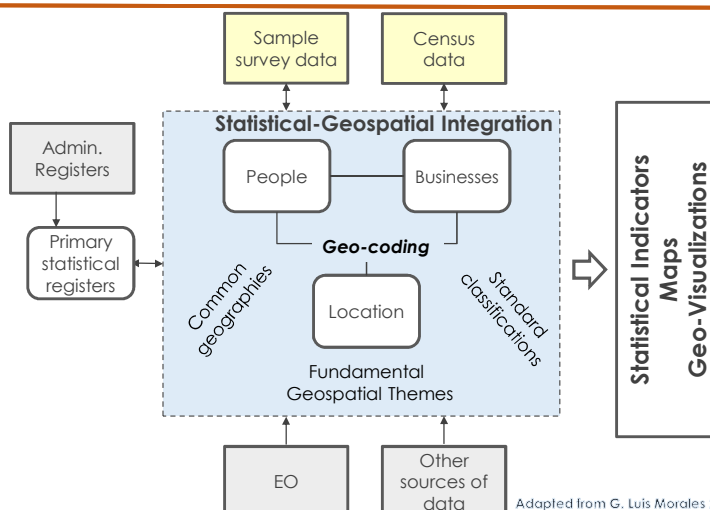 Sample
survey data
Census
data
Statistical-Geospatial Integration
Admin.
Registers
People
Businesses
Geo-coding
Primary
statistical
registers
Common
geographies
Standard
classifications
Location
Fundamental
Geospatial Themes
Statistical Indicators
Maps
Geo-Visualizations
EO
Other
sources of
data
Adapted from G. Luis Morales